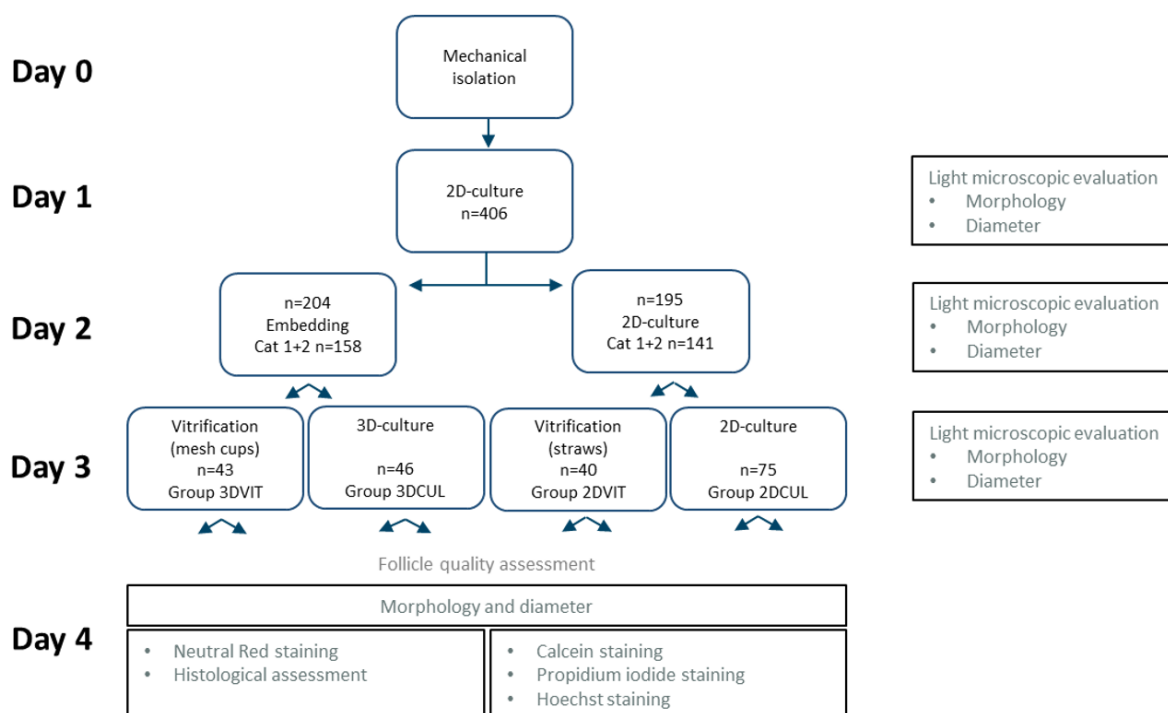 Day 0
Mechanical
isolation
Day 1
2D-culture
n=406
Light microscopic evaluation
• Morphology
• Diameter
Day 2
n=204
Embedding
Cat 1+2 n=158
n=195
2D-culture
Cat 1+2 n=141
Light microscopic evaluation
• Morphology
• Diameter
Day 3
Vitrification
(mesh cups)
n=43
Group 3DVIT
3D-culture
n=46
Group 3DCUL
Vitrification
(straws)
n=40
Group 2DVIT
2D-culture
n=75
Group 2DCUL
Light microscopic evaluation
• Morphology
• Diameter
Follicle quality assessment
Day 4
Morphology and diameter
• Neutral Red staining
• Histological assessment
• Calcein staining
• Propidium iodide staining
• Hoechst staining